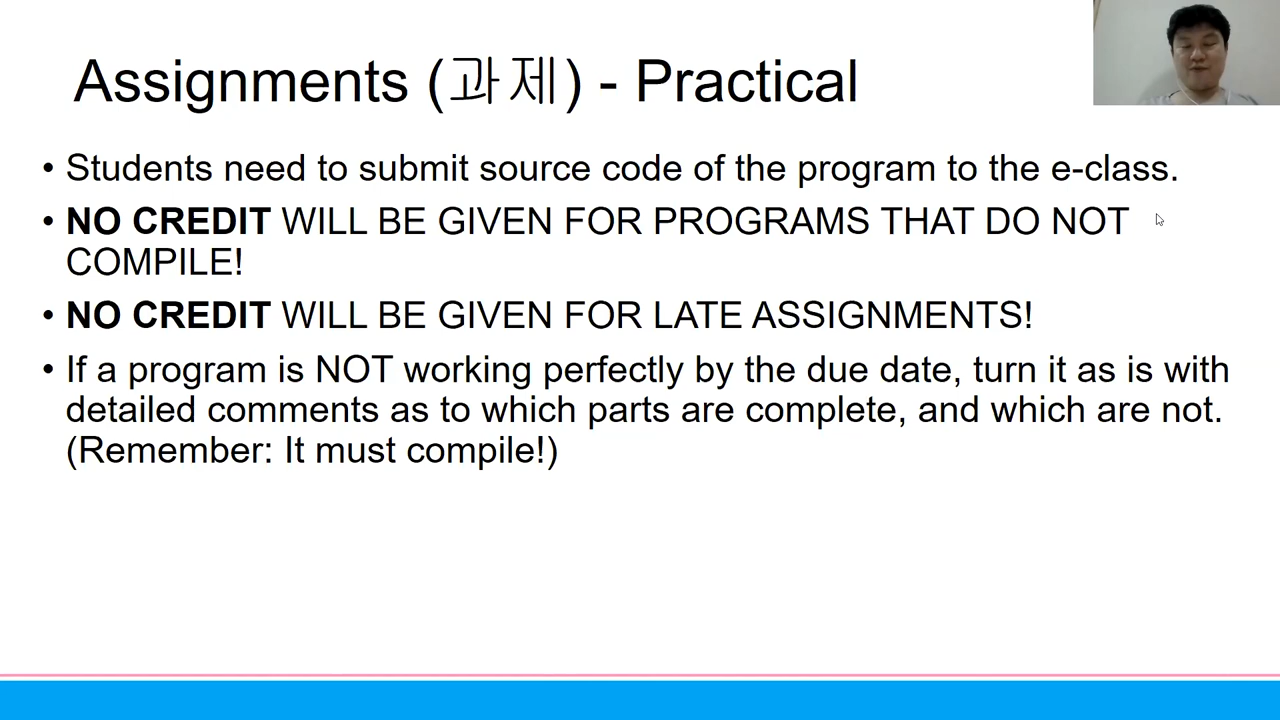 Assignments (과제) - Practical
• Students need to submit source code of the program to the e-class.
• NO CREDIT WILL BE GIVEN FOR PROGRAMS THAT DO NOT
COMPILE!
• NO CREDIT WILL BE GIVEN FOR LATE ASSIGNMENTS!
• If a program is NOT working perfectly by the due date, turn it as is with
detailed comments as to which parts are complete, and which are not.
(Remember: It must compile!)